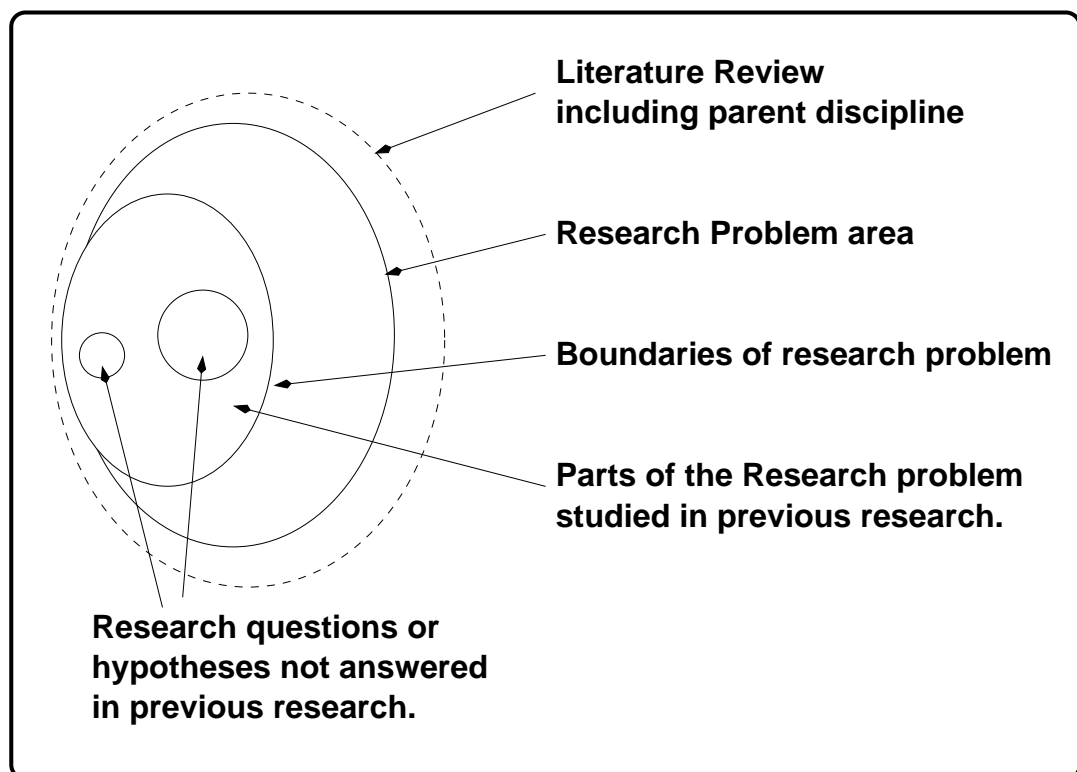 Literature Review
including parent discipline
Research Problem area
Boundaries of research problem
Parts of the Research problem
studied in previous research.
Research questions or
hypotheses not answered
in previous research.